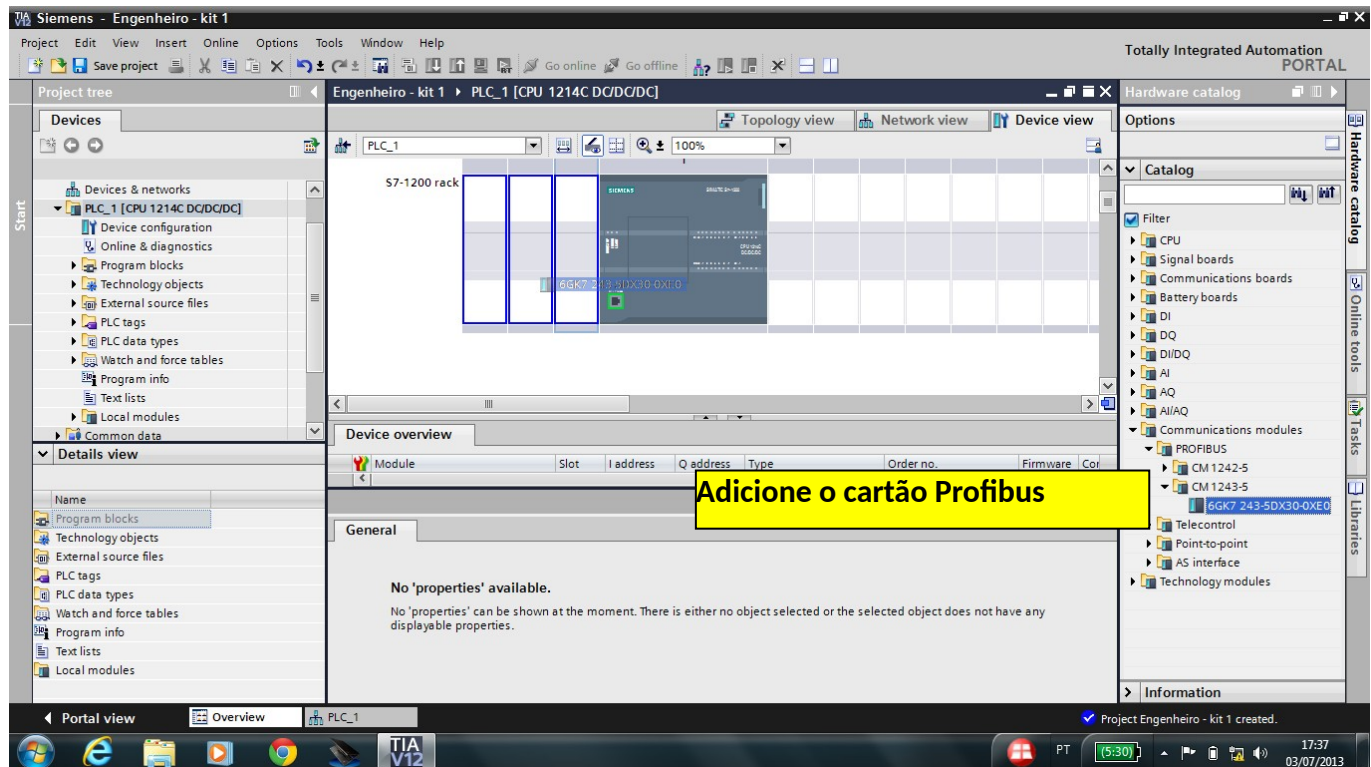 Siemens - Engenheiro - kit 1
Project Edit View Insert Online Options Tools Window Help
Totally Integrated Automation
PORTAL
Save project Go online Go offline
Project tree
Engenheiro - kit 1 PLC_1 [CPU 1214C DC/DC/DC]
Hardware catalog
Devices
Topology view Network view Device view
Options
PLC_1 100%
S7-1200 rack
SIEMENS
6GK7 243-5DX30-0XE0
Devices & networks
PLC_1 [CPU 1214C DC/DC/DC]
Device configuration
Online & diagnostics
Program blocks
Technology objects
External source files
PLC tags
PLC data types
Watch and force tables
Program info
Text lists
Local modules
Common data
Details view
Name
Program blocks
Technology objects
External source files
PLC tags
PLC data types
Watch and force tables
Program info
Text lists
Local modules
Device overview
Module Slot I address Q address Type Order no. Firmware
Adicione o cartão Profibus
General
No 'properties' available.
No 'properties' can be shown at the moment. There is either no object selected or the selected object does not have any
displayable properties.
Catalog
Filter
CPU
Signal boards
Communications boards
Battery boards
DI
DQ
DI/DQ
AI
AQ
AI/AQ
Communications modules
PROFIBUS
CM 1242-5
CM 1243-5
6GK7 243-5DX30-0XE0
Telecontrol
Point-to-point
AS interface
Technology modules
Information
Hardware catalog
Online tools
Tasks
Libraries
Start
Portal view Overview PLC_1
Project Engenheiro - kit 1 created.
TIA
V12
PT (5:30) 17:37
03/07/2013